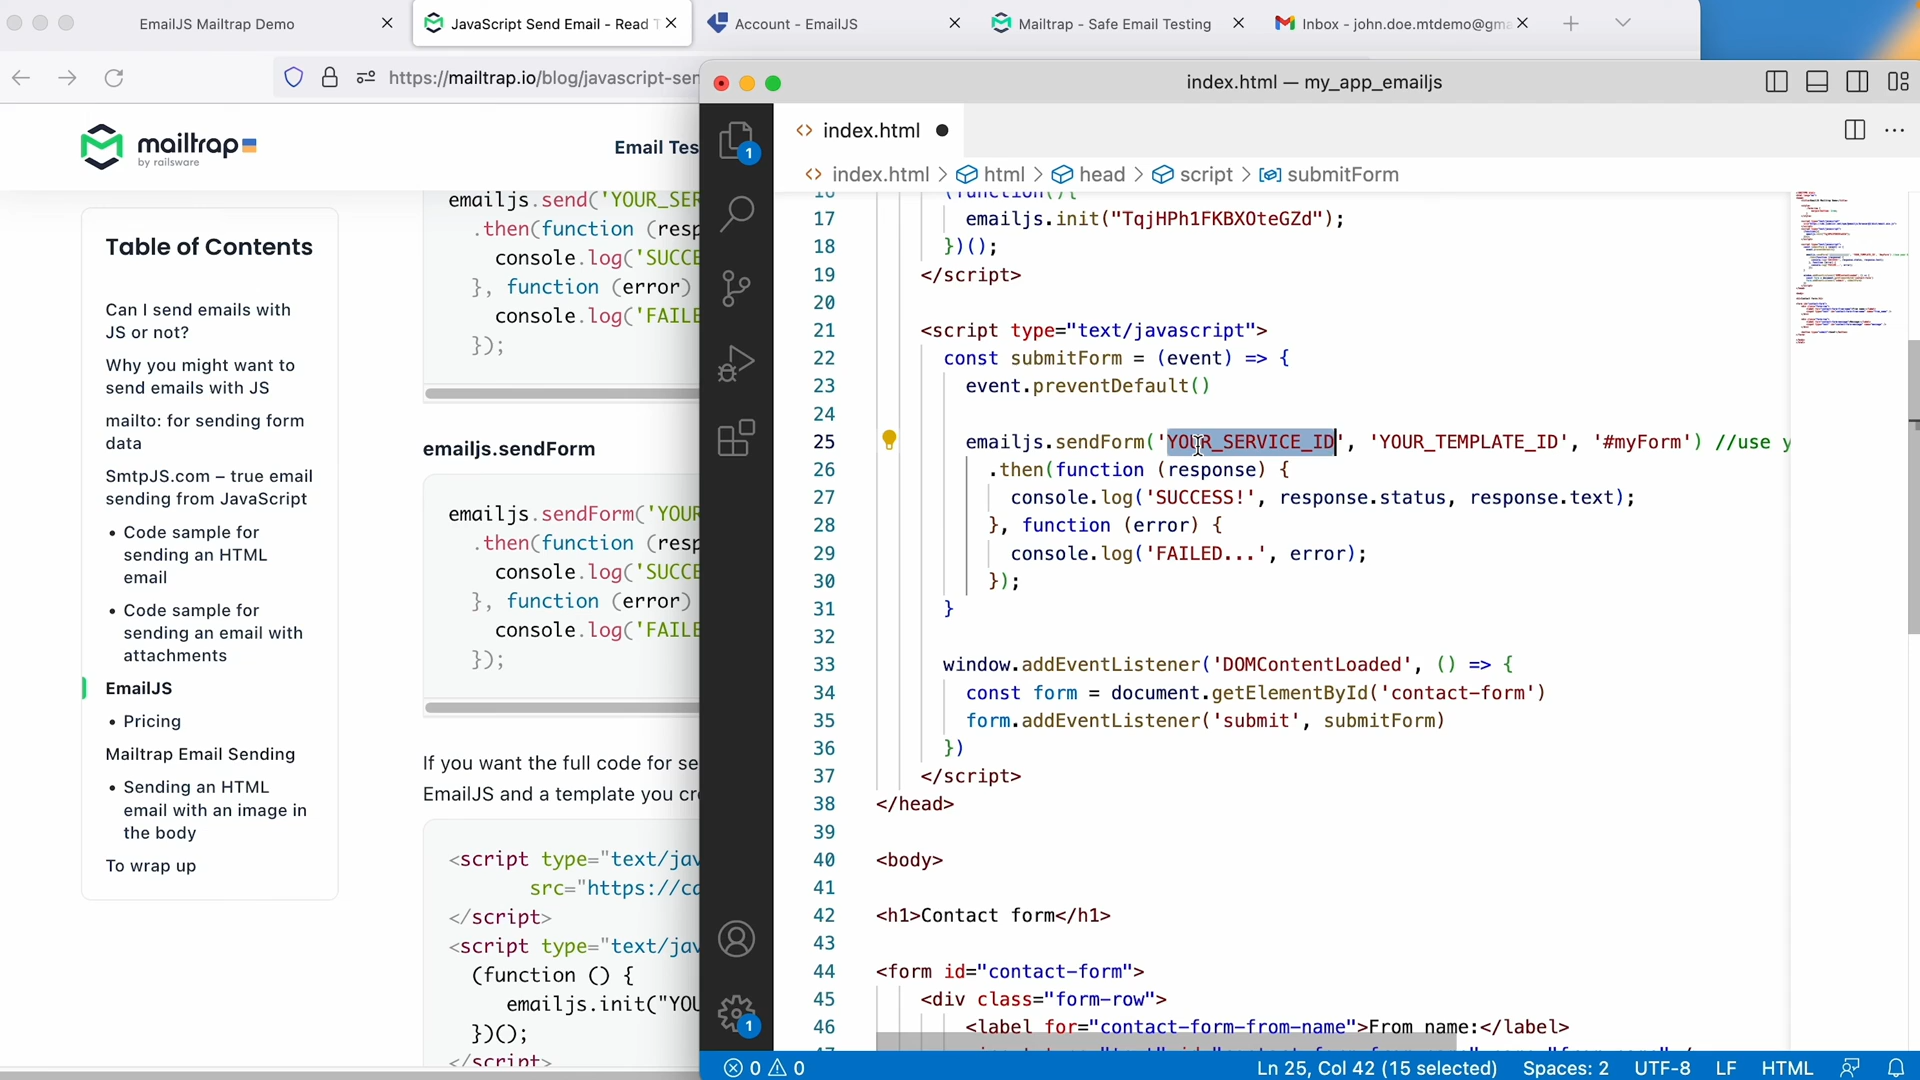 EmailJS Mailtrap Demo
JavaScript Send Email - Read T
Account - EmailJS
Mailtrap - Safe Email Testing
Inbox - john.doe.mtdemo@gma
https://mailtrap.io/blog/javascript-sen
mailtrap
by railsware
Email Tes
Table of Contents
Can I send emails with
JS or not?
Why you might want to
send emails with JS
mailto: for sending form
data
SmtpJS.com – true email
sending from JavaScript
• Code sample for
sending an HTML
email
• Code sample for
sending an email with
attachments
EmailJS
• Pricing
Mailtrap Email Sending
• Sending an HTML
email with an image in
the body
To wrap up
emailjs.send('YOUR_SER
.then(function (resp
console.log('SUCCE
}, function (error)
console.log('FAILE
});
emailjs.sendForm
emailjs.sendForm('YOUR
.then(function (resp
console.log('SUCCE
}, function (error)
console.log('FAILE
});
If you want the full code for se
EmailJS and a template you cre
<script type="text/jav
src="https://cd
</script>
<script type="text/jav
(function () {
emailjs.init("YOU
})();
</script>
index.html — my_app_emailjs
1
index.html
index.html > html > head > script > submitForm
16 (function(){
17 emailjs.init("TqjHPh1FKBXOteGZd");
18 })();
19 </script>
20
21 <script type="text/javascript">
22 const submitForm = (event) => {
23 event.preventDefault()
24
25 emailjs.sendForm('YOUR_SERVICE_ID', 'YOUR_TEMPLATE_ID', '#myForm') //use y
26 .then(function (response) {
27 console.log('SUCCESS!', response.status, response.text);
28 }, function (error) {
29 console.log('FAILED...', error);
30 });
31 }
32
33 window.addEventListener('DOMContentLoaded', () => {
34 const form = document.getElementById('contact-form')
35 form.addEventListener('submit', submitForm)
36 })
37 </script>
38 </head>
39
40 <body>
41
42 <h1>Contact form</h1>
43
44 <form id="contact-form">
45 <div class="form-row">
46 <label for="contact-form-from-name">From name:</label>
1
0 0
Ln 25, Col 42 (15 selected)
Spaces: 2
UTF-8
LF
HTML